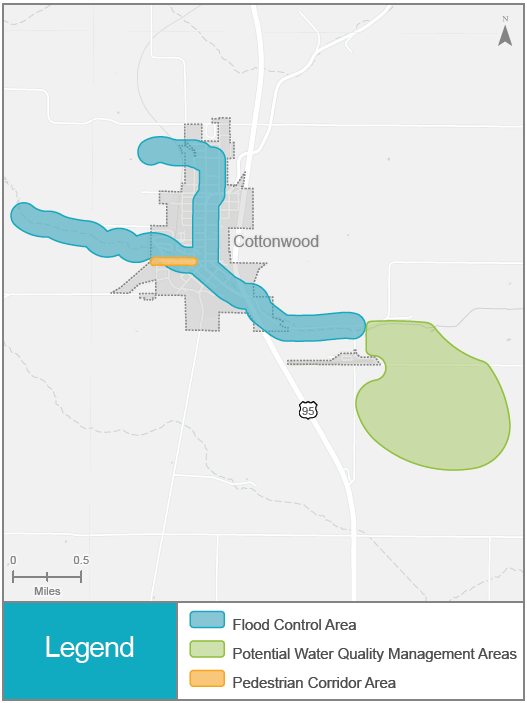 N
Cottonwood
95
0 0.5
Miles
Legend
Flood Control Area
Potential Water Quality Management Areas
Pedestrian Corridor Area